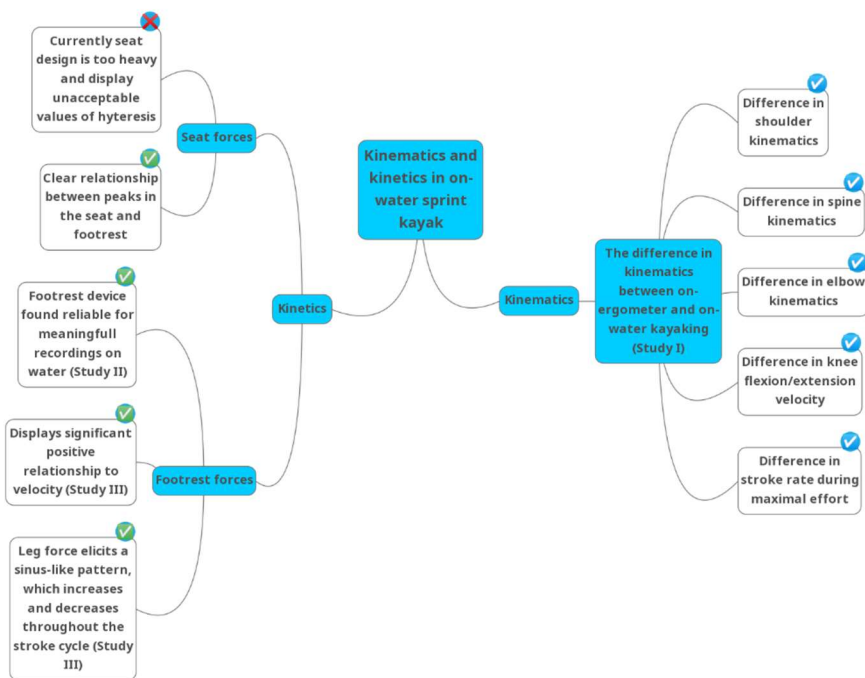 Currently seat
design is too heavy
and display
unacceptable
values of hyteresis
Seat forces
Clear relationship
between peaks in
the seat and
footrest
Kinematics and
kinetics in on-
water sprint
kayak
Kinetics
Footrest device
found reliable for
meaningfull
recordings on
water (Study II)
Displays significant
positive
relationship to
velocity (Study III)
Footrest forces
Leg force elicits a
sinus-like pattern,
which increases
and decreases
throughout the
stroke cycle (Study
III)
Kinematics
The difference in
kinematics
between on-
ergometer and on-
water kayaking
(Study I)
Difference in
shoulder
kinematics
Difference in spine
kinematics
Difference in elbow
kinematics
Difference in knee
flexion/extension
velocity
Difference in
stroke rate during
maximal effort